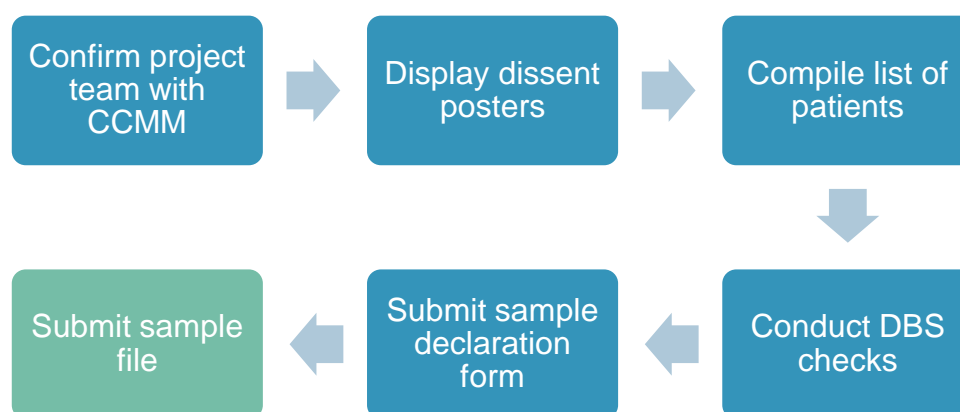 Confirm project
team with
CCMM
Display dissent
posters
Compile list of
patients
Conduct DBS
checks
Submit sample
declaration
form
Submit sample
file